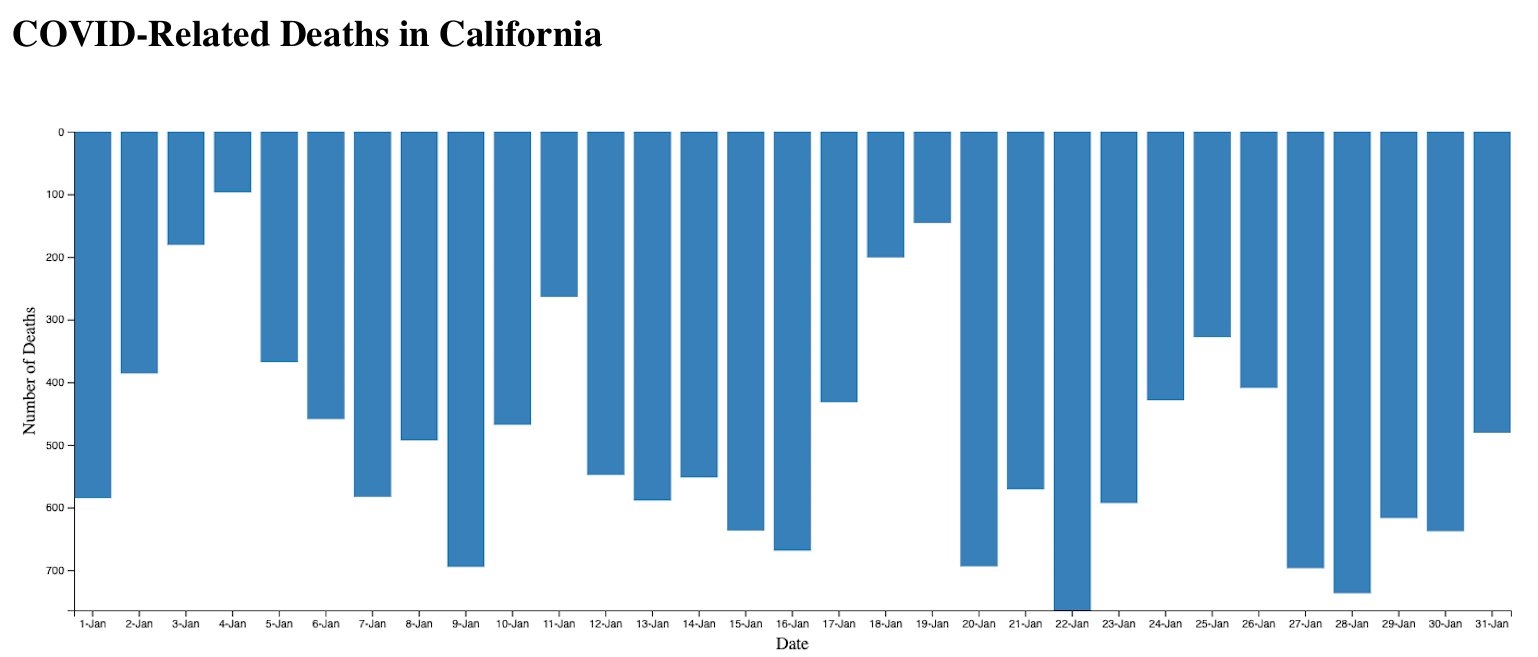 COVID-Related Deaths in California
0
100
200
300
400
500
600
700
Number of Deaths
1-Jan 2-Jan 3-Jan 4-Jan 5-Jan 6-Jan 7-Jan 8-Jan 9-Jan 10-Jan 11-Jan 12-Jan 13-Jan 14-Jan 15-Jan 16-Jan 17-Jan 18-Jan 19-Jan 20-Jan 21-Jan 22-Jan 23-Jan 24-Jan 25-Jan 26-Jan 27-Jan 28-Jan 29-Jan 30-Jan 31-Jan
Date